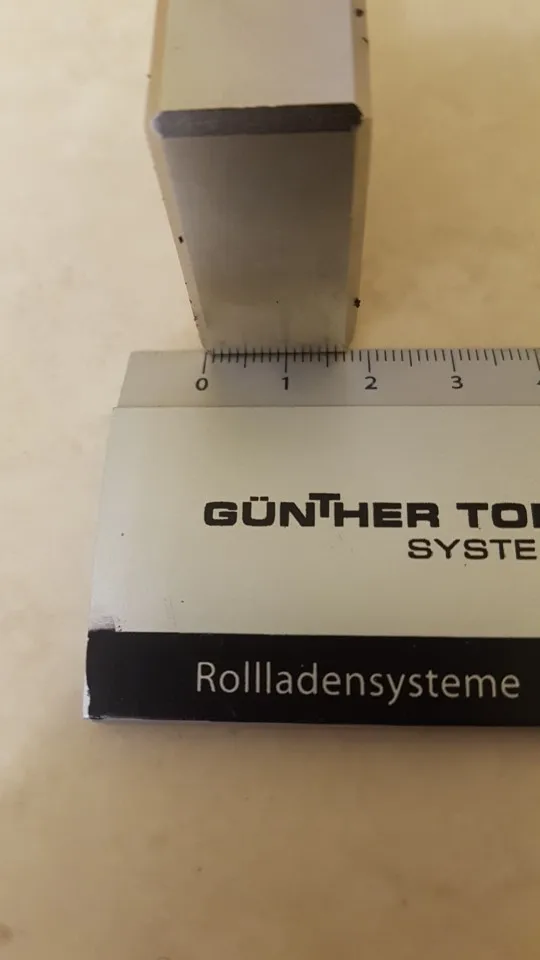 0 1 2 3
GÜNTHER
SYSTE
Rollladensysteme